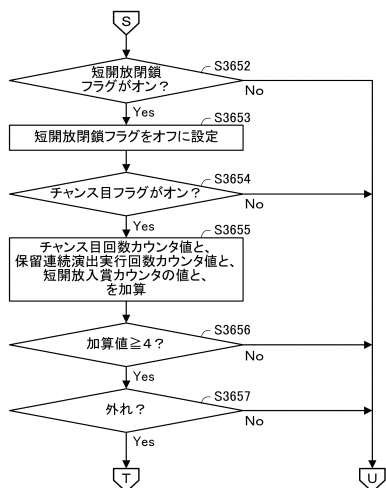 S
S3652
短開放閉鎖
フラグがオン？
No
Yes
S3653
短開放閉鎖フラグをオフに設定
S3654
チャンス目フラグがオン？
No
Yes
S3655
チャンス目回数カウンタ値と、
保留連続演出実行回数カウンタ値と、
短開放入賞カウンタの値と、
を加算
S3656
加算値≧4？
No
Yes
S3657
外れ？
No
Yes
T
U